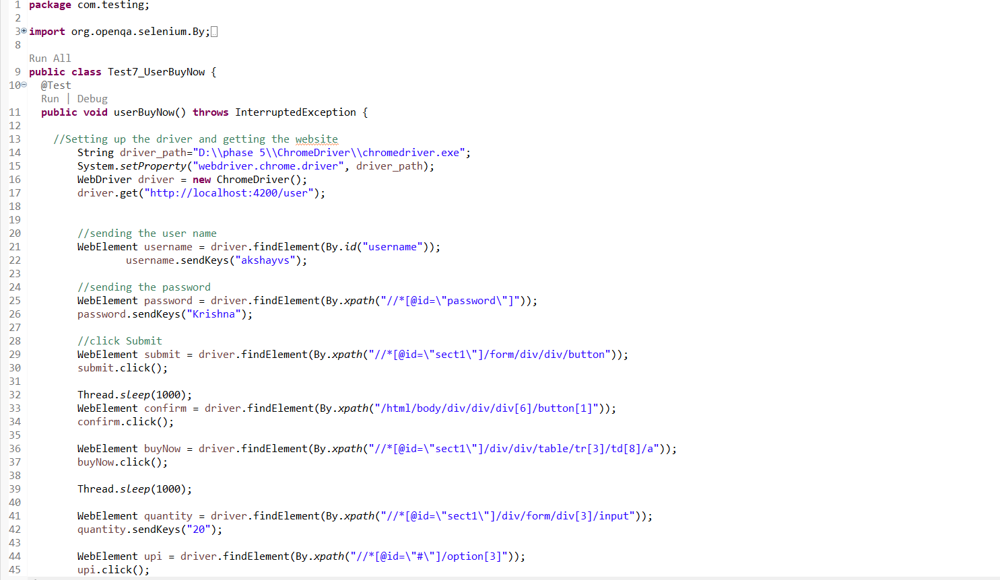 1 package com.testing;
2
3 import org.openqa.selenium.By;
8
Run All
9 public class Test7_UserBuyNow {
10 @Test
Run | Debug
11 public void userBuyNow() throws InterruptedException {
12
13 //Setting up the driver and getting the website
14 String driver_path="D:\\phase 5\\ChromeDriver\\chromedriver.exe";
15 System.setProperty("webdriver.chrome.driver", driver_path);
16 WebDriver driver = new ChromeDriver();
17 driver.get("http://localhost:4200/user");
18
19
20 //sending the user name
21 WebElement username = driver.findElement(By.id("username"));
22 username.sendKeys("akshayvs");
23
24 //sending the password
25 WebElement password = driver.findElement(By.xpath("//*[@id=\"password\"]"));
26 password.sendKeys("Krishna");
27
28 //click Submit
29 WebElement submit = driver.findElement(By.xpath("//*[@id=\"sect1\"]/form/div/div/button"));
30 submit.click();
31
32 Thread.sleep(1000);
33 WebElement confirm = driver.findElement(By.xpath("/html/body/div/div/div[6]/button[1]"));
34 confirm.click();
35
36 WebElement buyNow = driver.findElement(By.xpath("//*[@id=\"sect1\"]/div/div/table/tr[3]/td[8]/a"));
37 buyNow.click();
38
39 Thread.sleep(1000);
40
41 WebElement quantity = driver.findElement(By.xpath("//*[@id=\"sect1\"]/div/form/div[3]/input"));
42 quantity.sendKeys("20");
43
44 WebElement upi = driver.findElement(By.xpath("//*[@id=\"#\"]/option[3]"));
45 upi.click();